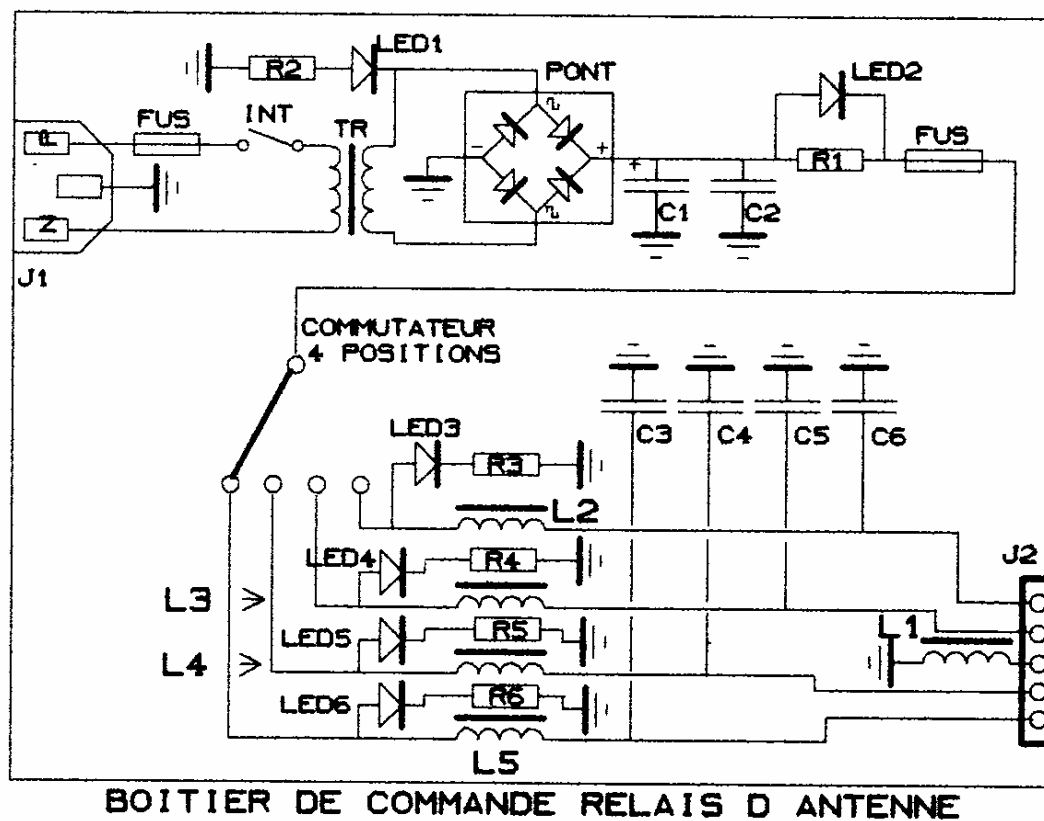 LED1
R2
PONT
LED2
FUS
INT
TR
FUS
P
N
- +
+
R1
C1
C2
J1
COMMUTATEUR
4 POSITIONS
LED3
R3
C3
C4
C5
C6
L2
LED4
R4
J2
L3
L1
LED5
R5
L4
LED6
R6
L5
BOITIER DE COMMANDE RELAIS D ANTENNE